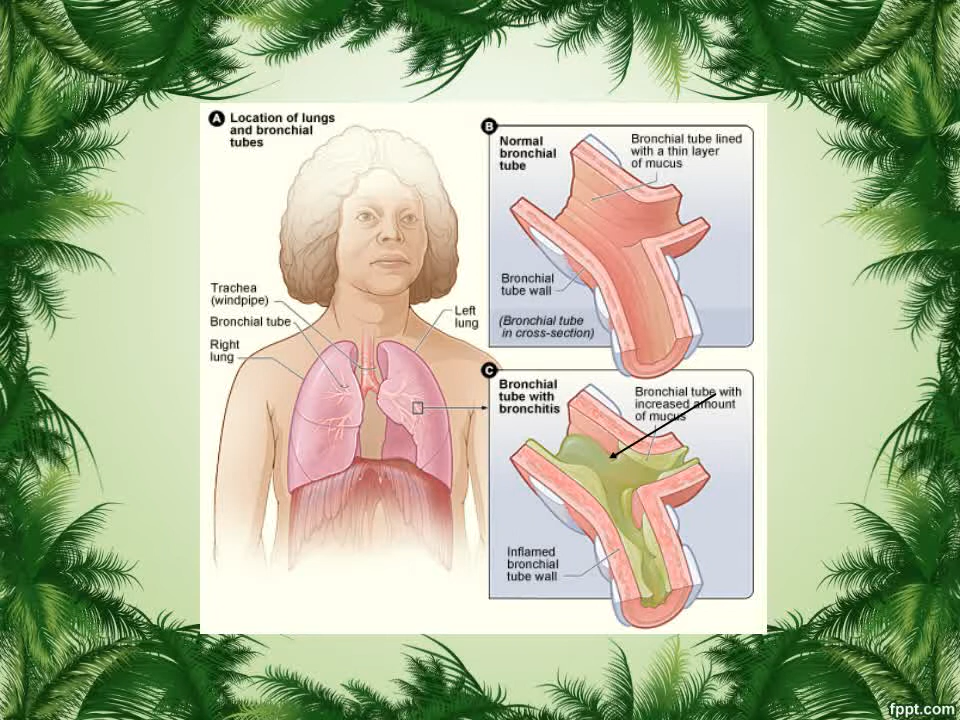 A
Location of lungs
and bronchial
tubes
Trachea
(windpipe)
Bronchial tube
Right
lung
Left
lung
B
Normal
bronchial
tube
Bronchial tube lined
with a thin layer
of mucus
Bronchial
tube wall
(Bronchial tube
in cross-section)
C
Bronchial
tube with
bronchitis
Bronchial tube with
increased amount
of mucus
Inflamed
bronchial
tube wall
fppt.com